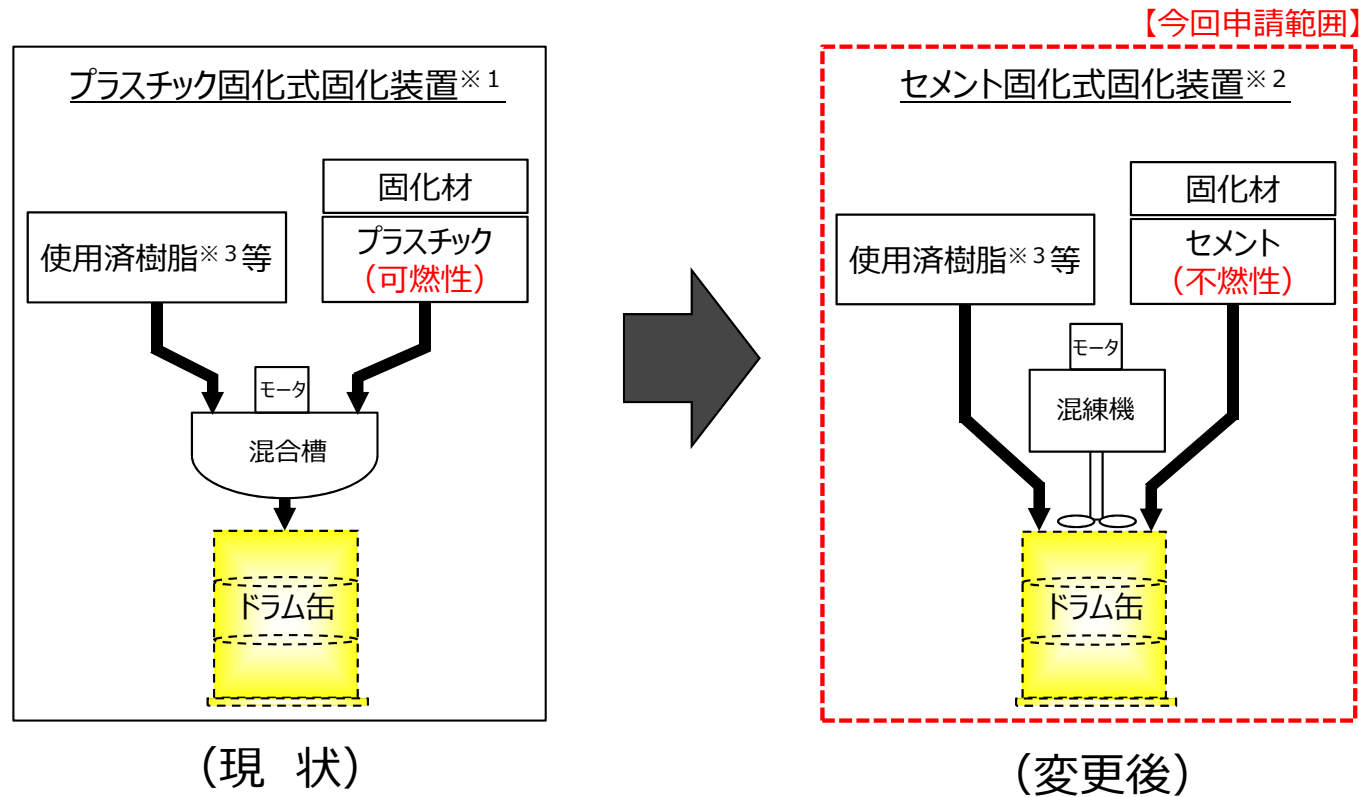 【今回申請範囲】
プラスチック固化式固化装置※1
固化材
使用済樹脂※3等
プラスチック
(可燃性)
モータ
混合槽
ドラム缶
(現 状)
セメント固化式固化装置※2
固化材
使用済樹脂※3等
セメント
(不燃性)
モータ
混練機
ドラム缶
(変更後)